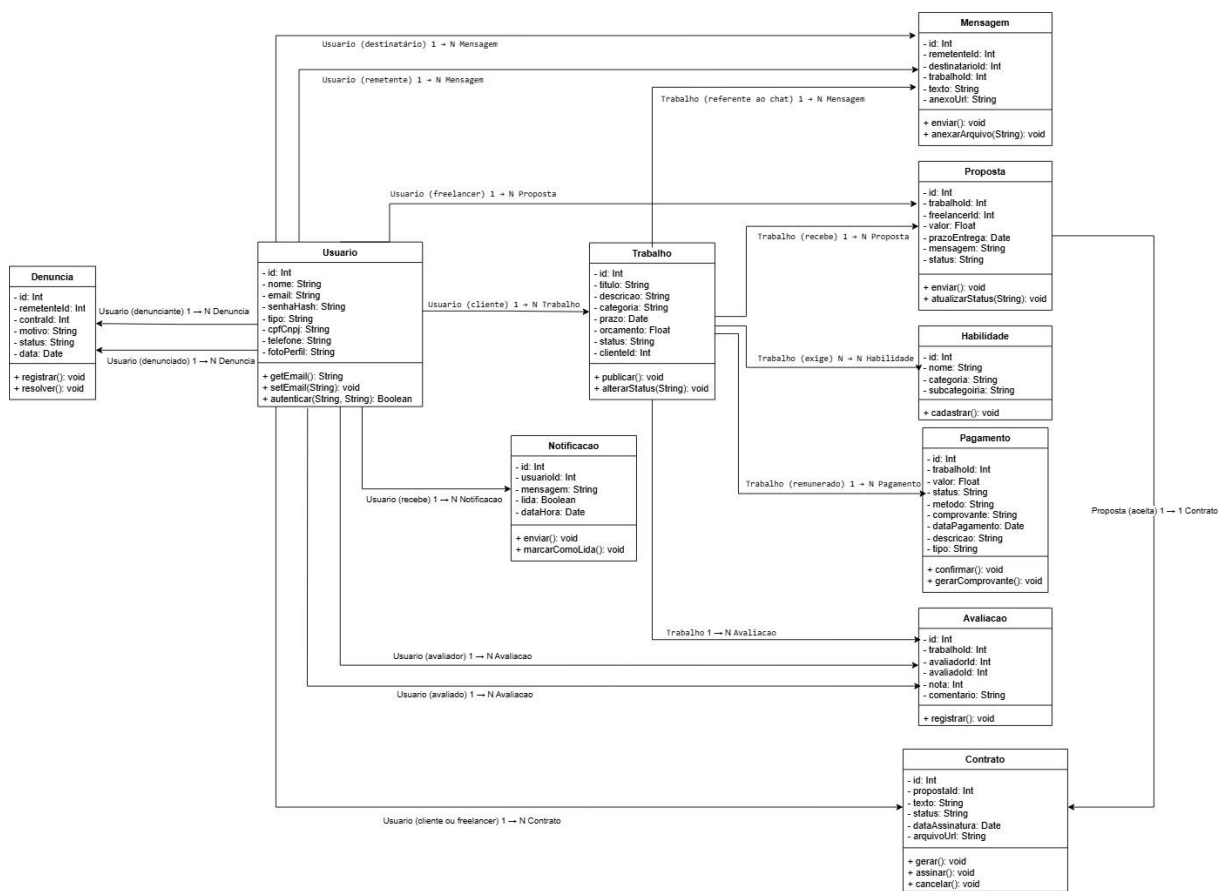 Mensagem
- id: Int
- remetenteId: Int
- destinatarioId: Int
- trabalhoId: Int
- texto: String
- anexoUrl: String
+ enviar(): void
+ anexarArquivo(String): void
Usuario (destinatário) 1 → N Mensagem
Usuario (remetente) 1 → N Mensagem
Trabalho (referente ao chat) 1 → N Mensagem
Proposta
- id: Int
- trabalhoId: Int
- freelancerId: Int
- valor: Float
- prazoEntrega: Date
- mensagem: String
- status: String
+ enviar(): void
+ atualizarStatus(String): void
Usuario (freelancer) 1 → N Proposta
Trabalho (recebe) 1 → N Proposta
Usuario
- id: Int
- nome: String
- email: String
- senhaHash: String
- tipo: String
- cpfCnpj: String
- telefone: String
- fotoPerfil: String
+ getEmail(): String
+ setEmail(String): void
+ autenticar(String, String): Boolean
Trabalho
- id: Int
- titulo: String
- descricao: String
- categoria: String
- prazo: Date
- orcamento: Float
- status: String
- clienteId: Int
+ publicar(): void
+ alterarStatus(String): void
Usuario (cliente) 1 → N Trabalho
Denuncia
- id: Int
- remetenteId: Int
- contraId: Int
- motivo: String
- status: String
- data: Date
+ registrar(): void
+ resolver(): void
Usuario (denunciante) 1 → N Denuncia
Usuario (denunciado) 1 → N Denuncia
Habilidade
- id: Int
- nome: String
- categoria: String
- subcategoiria: String
+ cadastrar(): void
Trabalho (exige) N → N Habilidade
Notificacao
- id: Int
- usuarioId: Int
- mensagem: String
- lida: Boolean
- dataHora: Date
+ enviar(): void
+ marcarComoLida(): void
Usuario (recebe) 1 → N Notificacao
Pagamento
- id: Int
- trabalhoId: Int
- valor: Float
- status: String
- metodo: String
- comprovante: String
- dataPagamento: Date
- descricao: String
- tipo: String
+ confirmar(): void
+ gerarComprovante(): void
Trabalho (remunerado) 1 → N Pagamento
Proposta (aceita) 1 → 1 Contrato
Avaliacao
- id: Int
- trabalhoId: Int
- avaliadorId: Int
- avaliadoId: Int
- nota: Int
- comentario: String
+ registrar(): void
Trabalho 1 → N Avaliacao
Usuario (avaliador) 1 → N Avaliacao
Usuario (avaliado) 1 → N Avaliacao
Contrato
- id: Int
- propostaId: Int
- texto: String
- status: String
- dataAssinatura: Date
- arquivoUrl: String
+ gerar(): void
+ assinar(): void
+ cancelar(): void
Usuario (cliente ou freelancer) 1 → N Contrato